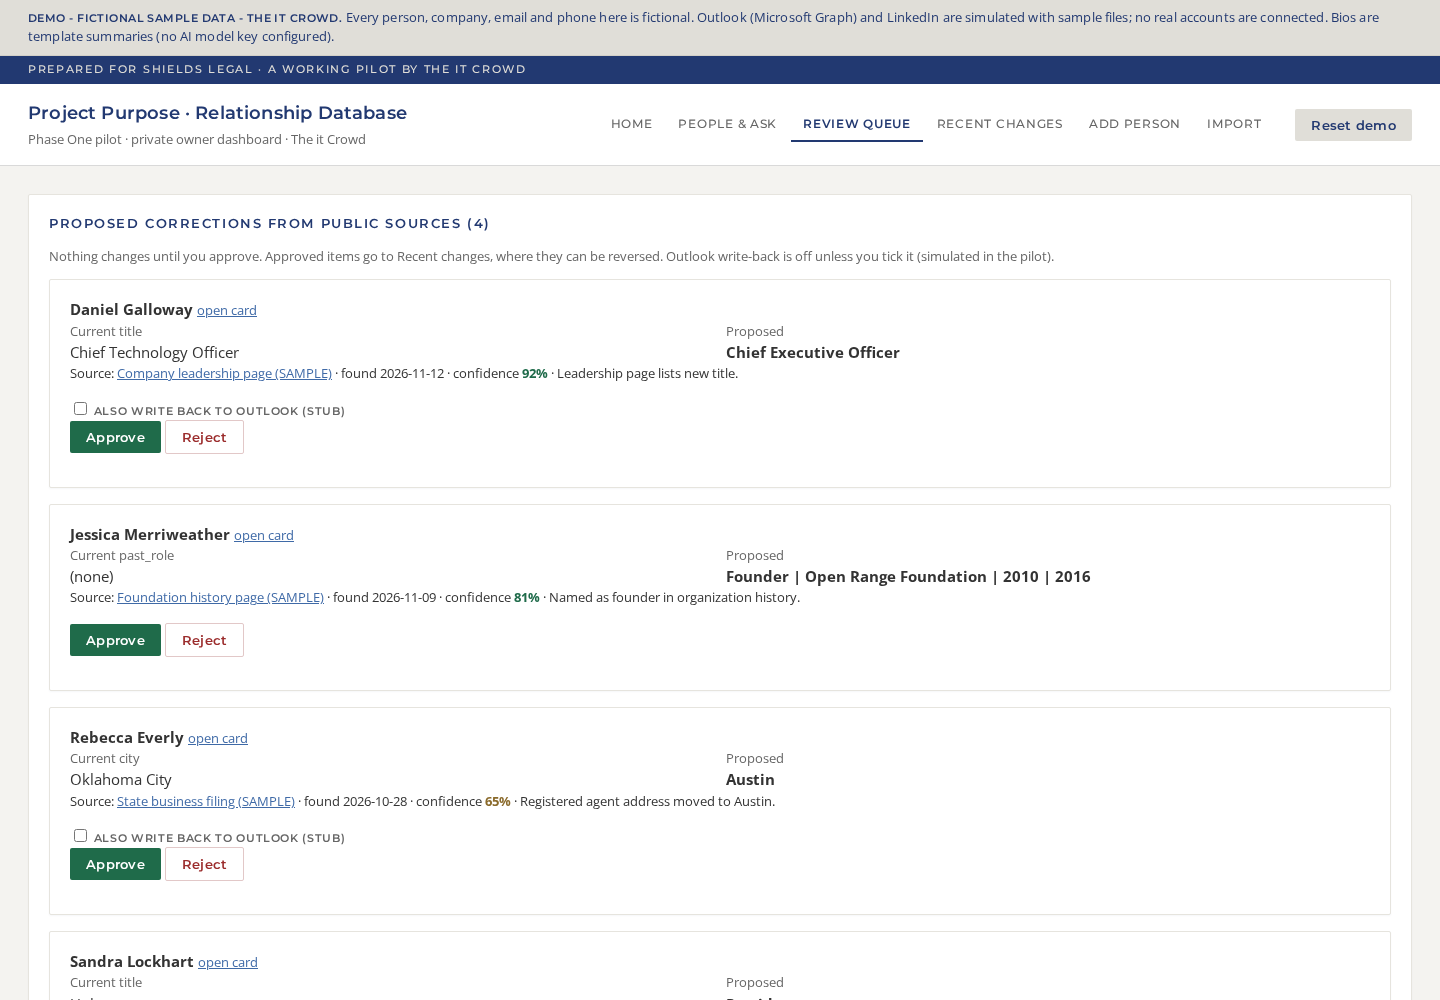 DEMO - FICTIONAL SAMPLE DATA - THE IT CROWD. Every person, company, email and phone here is fictional. Outlook (Microsoft Graph) and LinkedIn are simulated with sample files; no real accounts are connected. Bios are
template summaries (no AI model key configured).
PREPARED FOR SHIELDS LEGAL · A WORKING PILOT BY THE IT CROWD
Project Purpose · Relationship Database
Phase One pilot · private owner dashboard · The it Crowd
HOME PEOPLE & ASK REVIEW QUEUE RECENT CHANGES ADD PERSON IMPORT Reset demo
PROPOSED CORRECTIONS FROM PUBLIC SOURCES (4)
Nothing changes until you approve. Approved items go to Recent changes, where they can be reversed. Outlook write-back is off unless you tick it (simulated in the pilot).
Daniel Galloway open card
Current title Proposed
Chief Technology Officer Chief Executive Officer
Source: Company leadership page (SAMPLE) · found 2026-11-12 · confidence 92% · Leadership page lists new title.
ALSO WRITE BACK TO OUTLOOK (STUB)
Approve Reject
Jessica Merriweather open card
Current past_role Proposed
(none) Founder | Open Range Foundation | 2010 | 2016
Source: Foundation history page (SAMPLE) · found 2026-11-09 · confidence 81% · Named as founder in organization history.
Approve Reject
Rebecca Everly open card
Current city Proposed
Oklahoma City Austin
Source: State business filing (SAMPLE) · found 2026-10-28 · confidence 65% · Registered agent address moved to Austin.
ALSO WRITE BACK TO OUTLOOK (STUB)
Approve Reject
Sandra Lockhart open card
Current title Proposed